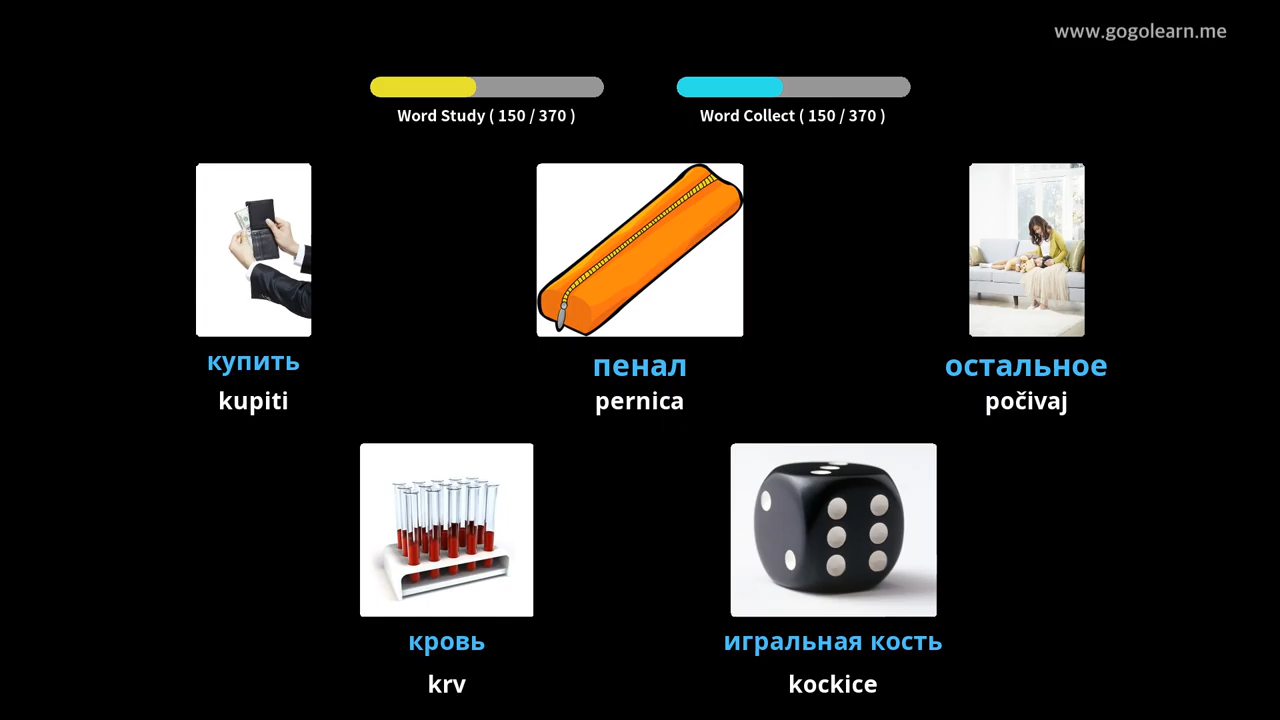 www.gogolearn.me
Word Study ( 150 / 370 )
Word Collect ( 150 / 370 )
купить
kupiti
пенал
pernica
остальное
počivaj
кровь
krv
игральная кость
kockice